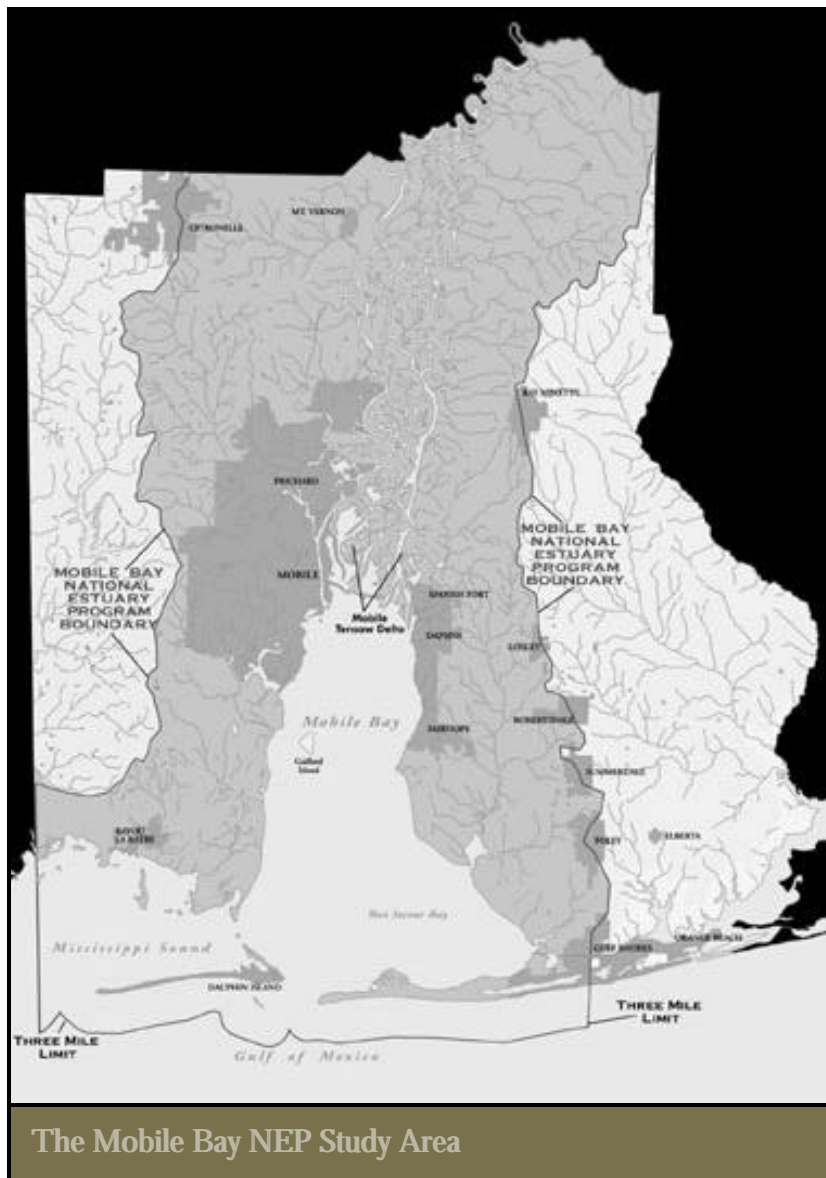 CITRONELLE
MT VERNON
BAY MINETTE
PRICHARD
MOBILE BAY
NATIONAL
ESTUARY
PROGRAM
BOUNDARY
MOBILE BAY
NATIONAL
ESTUARY
PROGRAM
BOUNDARY
MOBILE
SPANISH FORT
Mobile
Tensaw Delta
DAPHNE
LOXLEY
Mobile Bay
ROBERTSDALE
FAIRHOPE
Gaillard
Island
SUMMERDALE
BAYOU
LA BATRE
FOLEY
ELBERTA
Bon Secour Bay
Mississippi Sound
ORANGE BEACH
GULF SHORES
DAUPHIN ISLAND
THREE MILE
LIMIT
THREE MILE
LIMIT
Gulf of Mexico
The Mobile Bay NEP Study Area